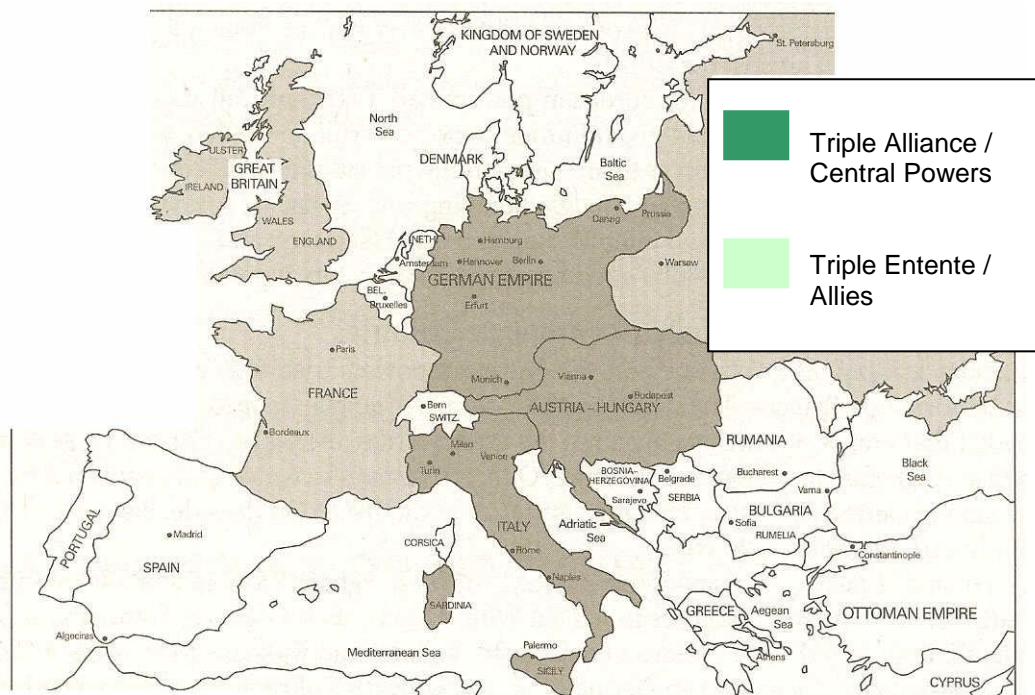 KINGDOM OF SWEDEN
AND NORWAY
St. Petersburg
North
Sea
Triple Alliance /
Central Powers
Triple Entente /
Allies
ULSTER
IRELAND
GREAT
BRITAIN
WALES
ENGLAND
DENMARK
Baltic
Sea
Danzig
Prussia
NETH.
Amsterdam
Hamburg
Hannover
Berlin
Warsaw
GERMAN EMPIRE
BEL.
Bruxelles
Erfurt
Paris
FRANCE
Munich
Vienna
Budapest
AUSTRIA-HUNGARY
Bern
SWITZ.
Bordeaux
Milan
Turin
Venice
RUMANIA
Bucharest
Black
Sea
BOSNIA-
HERZEGOVINA
Sarajevo
Belgrade
SERBIA
Varna
BULGARIA
Sofia
RUMELIA
Constantinople
Adriatic
Sea
ITALY
Rome
Naples
CORSICA
SARDINIA
PORTUGAL
Madrid
SPAIN
Algeciras
Mediterranean Sea
Palermo
SICILY
GREECE
Aegean
Sea
Athens
OTTOMAN EMPIRE
CYPRUS